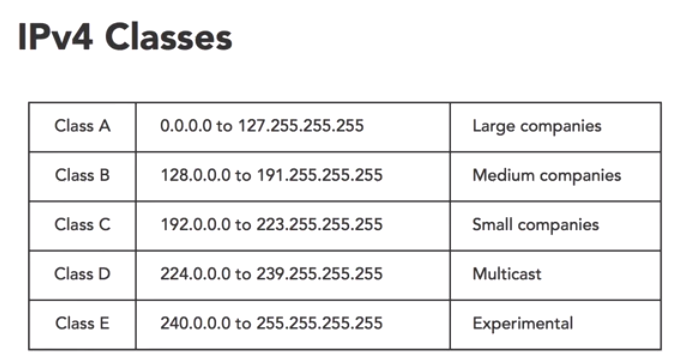 IPv4 Classes
Class A 0.0.0.0 to 127.255.255.255 Large companies
Class B 128.0.0.0 to 191.255.255.255 Medium companies
Class C 192.0.0.0 to 223.255.255.255 Small companies
Class D 224.0.0.0 to 239.255.255.255 Multicast
Class E 240.0.0.0 to 255.255.255.255 Experimental